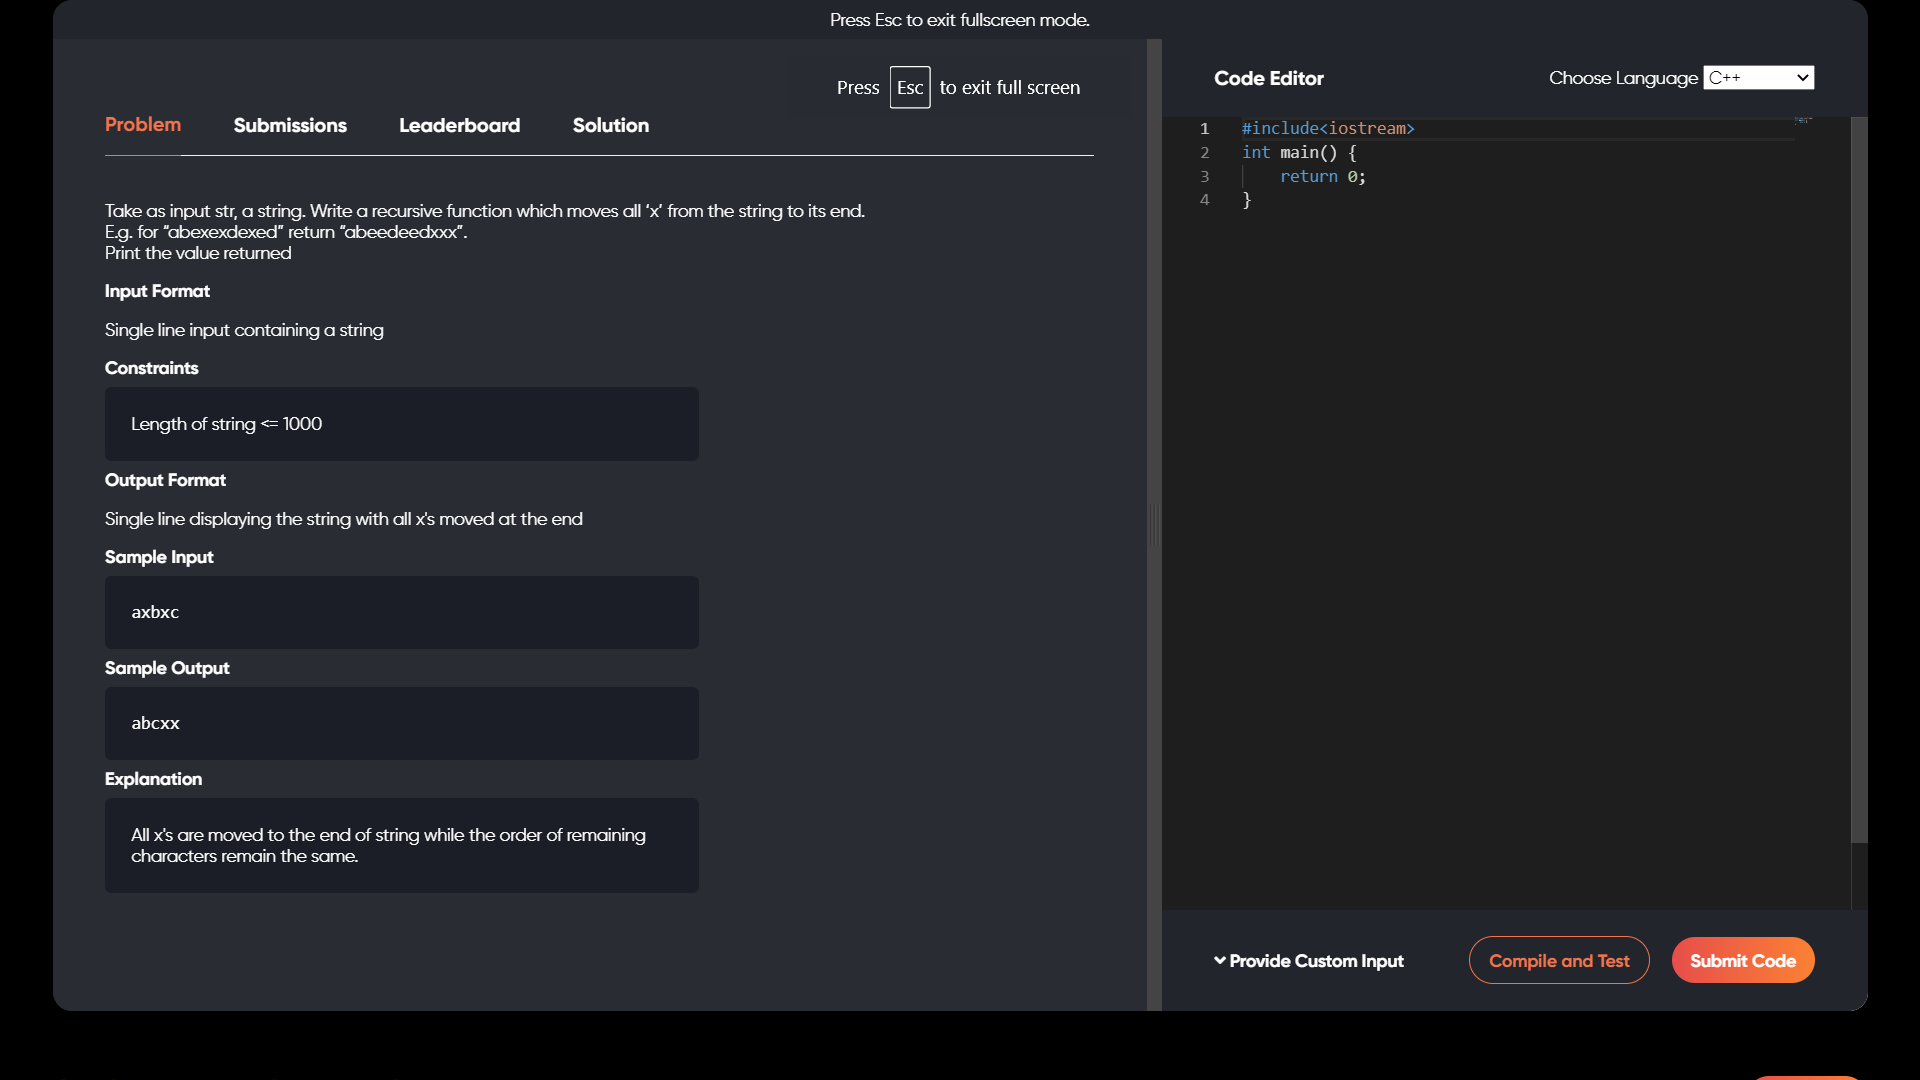 Press Esc to exit fullscreen mode.
Press Esc to exit full screen
Problem Submissions Leaderboard Solution
Take as input str, a string. Write a recursive function which moves all ‘x’ from the string to its end.
E.g. for “abexexdexed” return “abeedeedxxx”.
Print the value returned
Input Format
Single line input containing a string
Constraints
Length of string <= 1000
Output Format
Single line displaying the string with all x's moved at the end
Sample Input
axbxc
Sample Output
abcxx
Explanation
All x's are moved to the end of string while the order of remaining
characters remain the same.
Code Editor
Choose Language C++
1 #include<iostream>
2 int main() {
3     return 0;
4 }
Provide Custom Input
Compile and Test
Submit Code